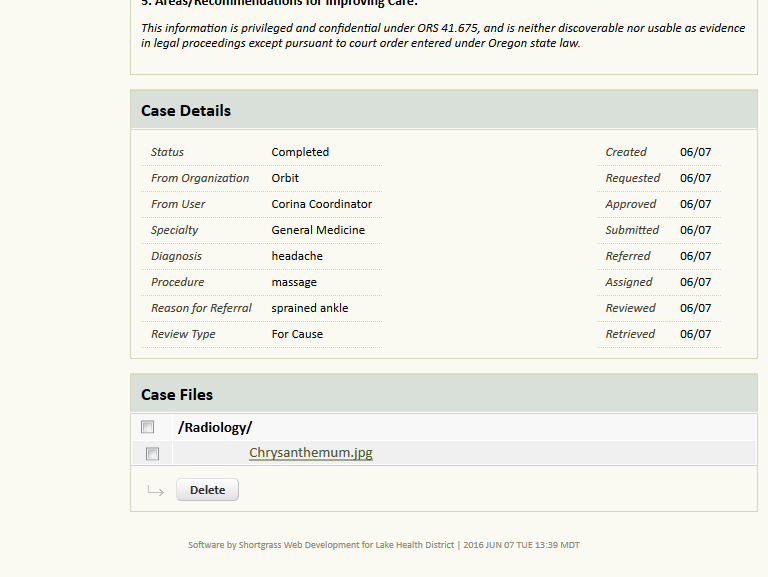 5. Areas/Recommendations for Improving Care:
This information is privileged and confidential under ORS 41.675, and is neither discoverable nor usable as evidence
in legal proceedings except pursuant to court order entered under Oregon state law.
Case Details
Status Completed Created 06/07
From Organization Orbit Requested 06/07
From User Corina Coordinator Approved 06/07
Specialty General Medicine Submitted 06/07
Diagnosis headache Referred 06/07
Procedure massage Assigned 06/07
Reason for Referral sprained ankle Reviewed 06/07
Review Type For Cause Retrieved 06/07
Case Files
/Radiology/
Chrysanthemum.jpg
Delete
Software by Shortgrass Web Development for Lake Health District | 2016 JUN 07 TUE 13:39 MDT